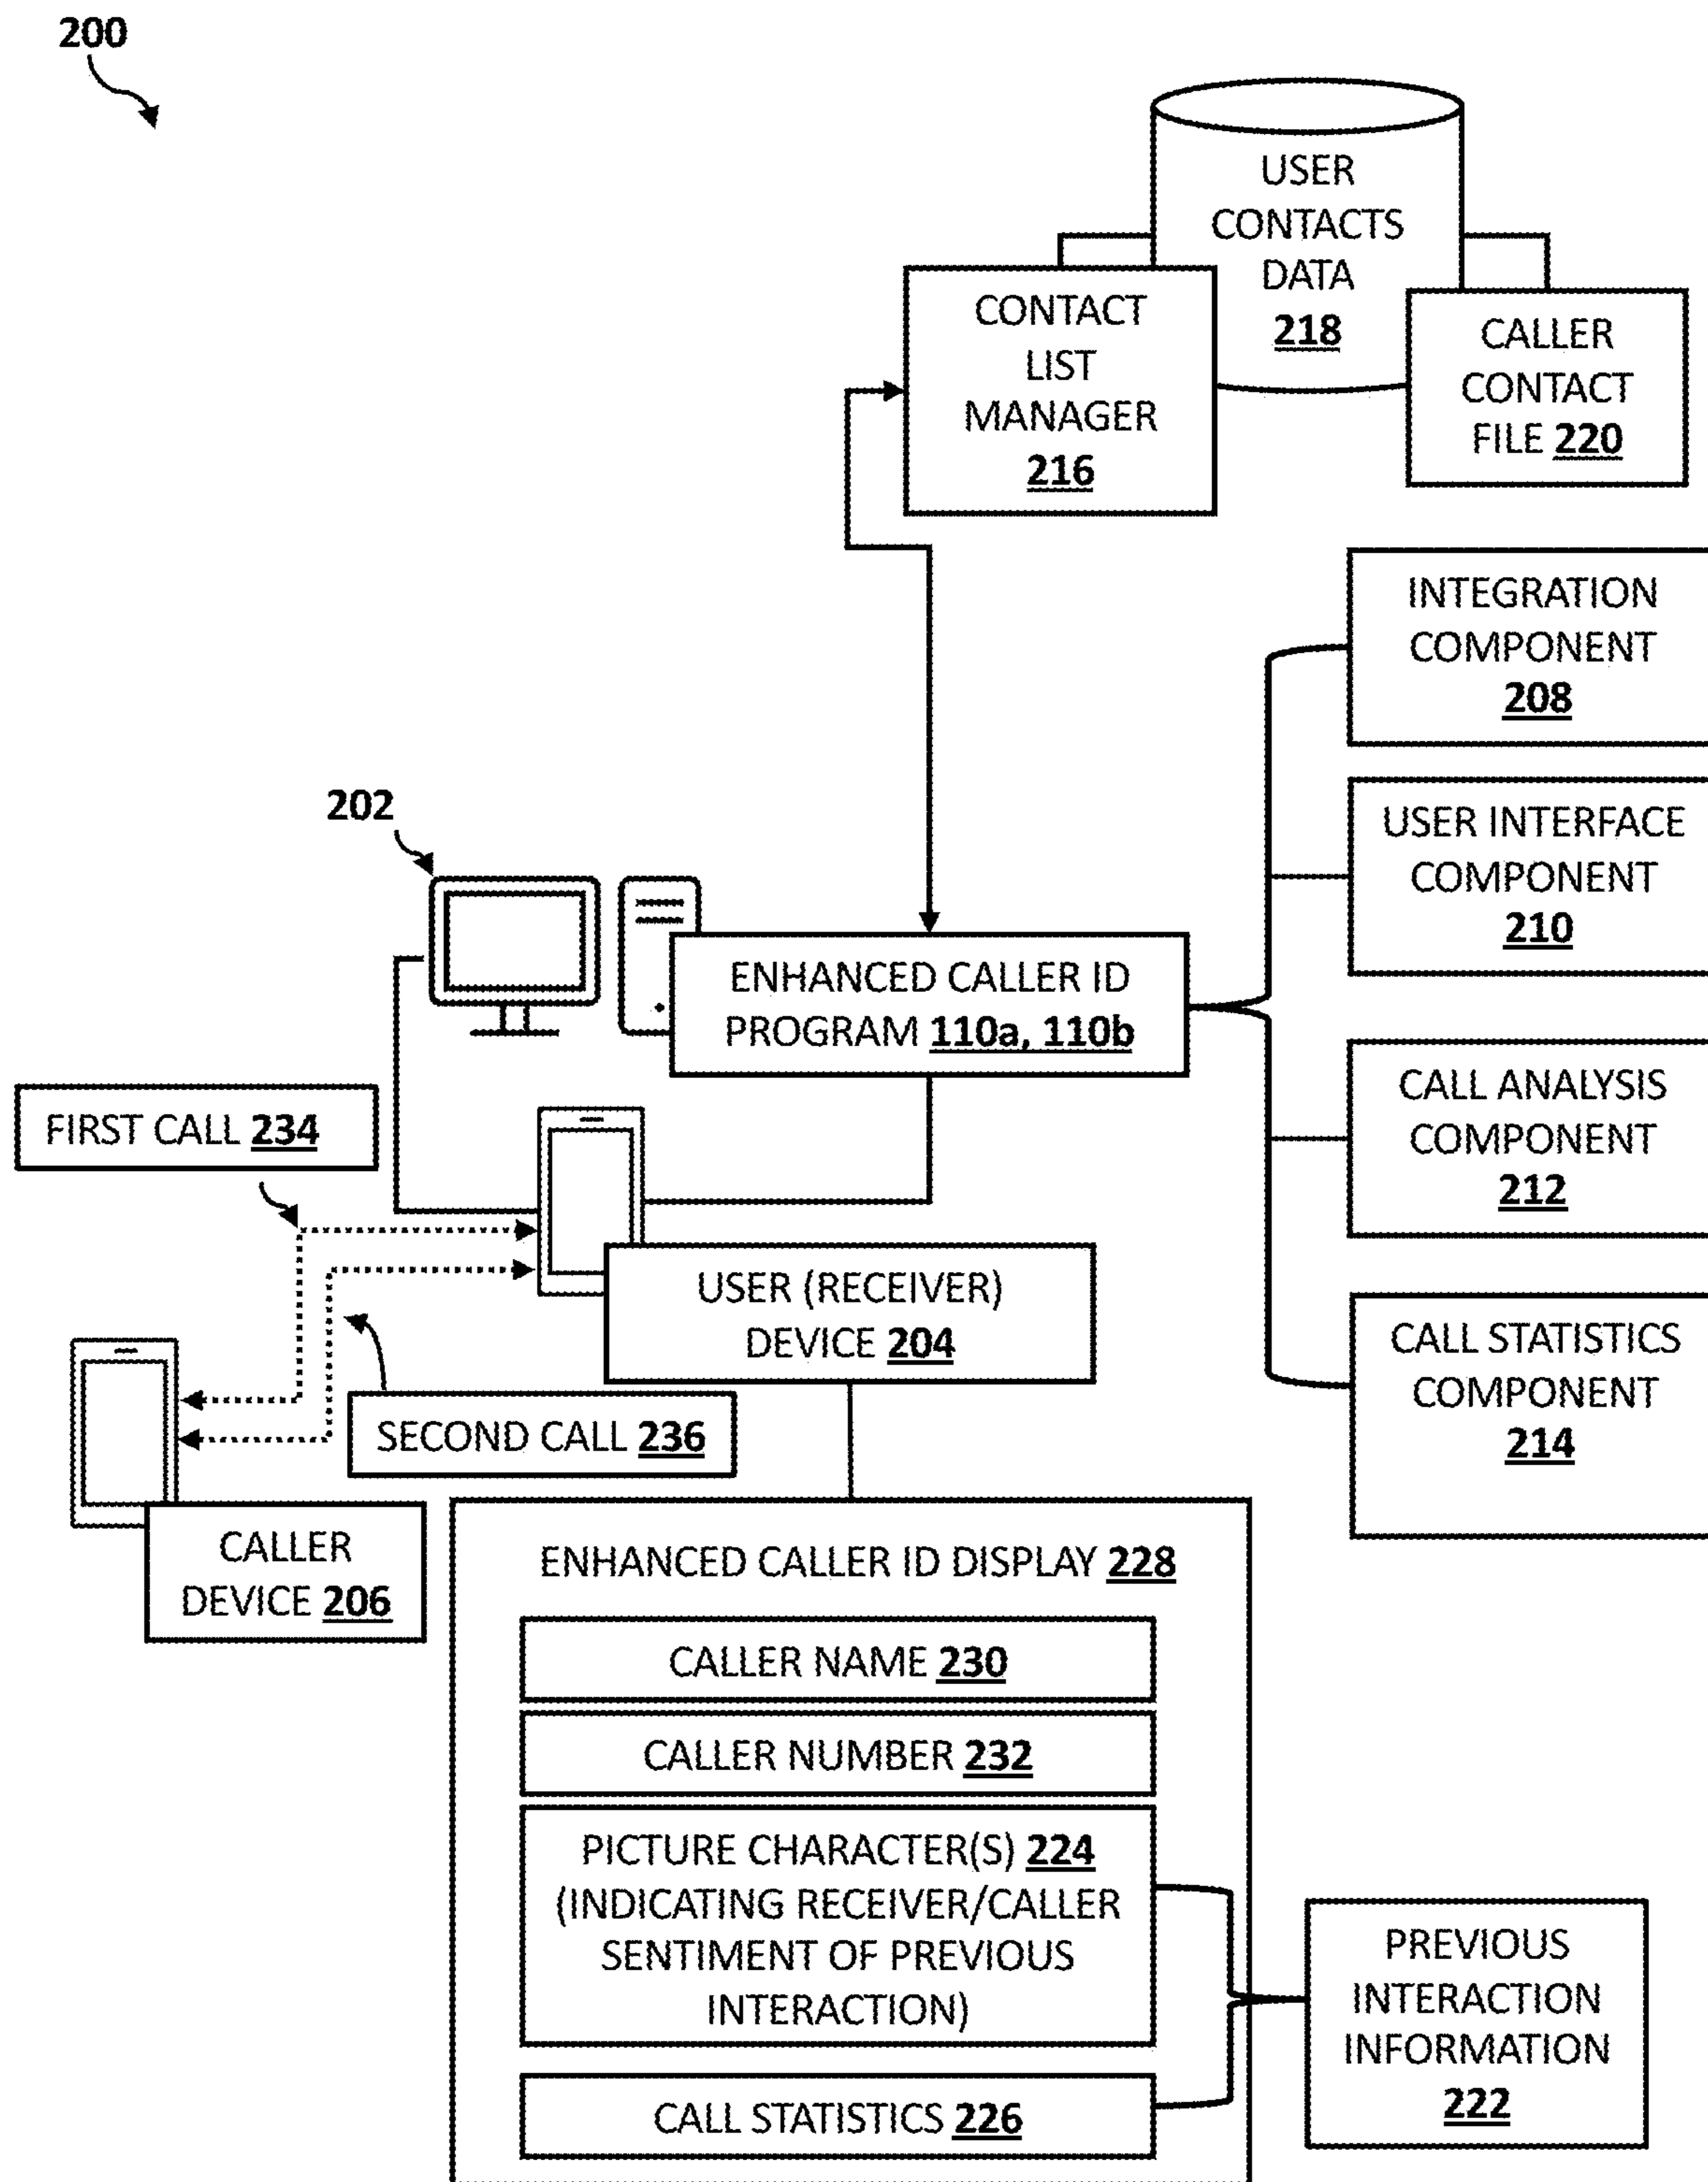 200
USER
CONTACTS
DATA
218
CONTACT
LIST
MANAGER
216
CALLER
CONTACT
FILE 220
INTEGRATION
COMPONENT
208
USER INTERFACE
COMPONENT
210
202
ENHANCED CALLER ID
PROGRAM 110a, 110b
CALL ANALYSIS
COMPONENT
212
FIRST CALL 234
USER (RECEIVER)
DEVICE 204
CALL STATISTICS
COMPONENT
214
SECOND CALL 236
CALLER
DEVICE 206
ENHANCED CALLER ID DISPLAY 228
CALLER NAME 230
CALLER NUMBER 232
PICTURE CHARACTER(S) 224
(INDICATING RECEIVER/CALLER
SENTIMENT OF PREVIOUS
INTERACTION)
CALL STATISTICS 226
PREVIOUS
INTERACTION
INFORMATION
222